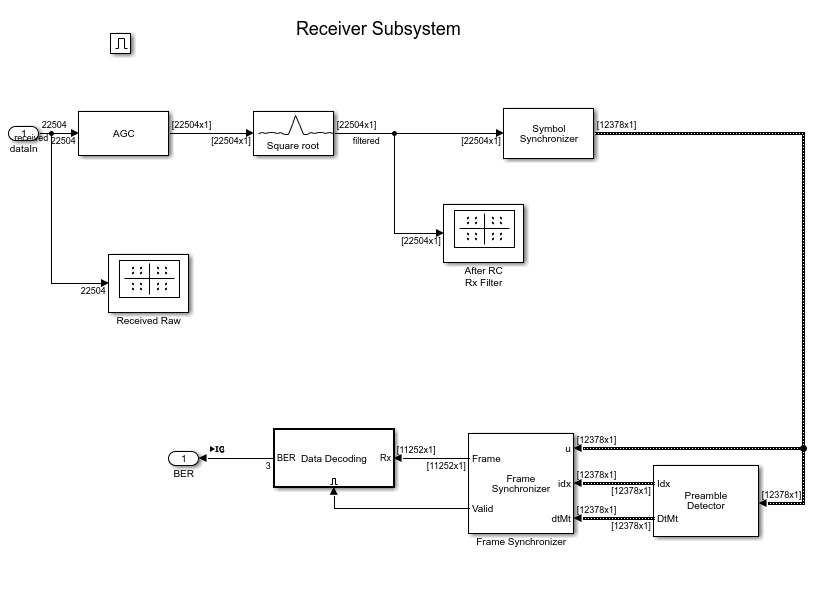 Receiver Subsystem
22504
1
received
22504
dataIn
AGC
[22504x1]
[22504x1]
Square root
[22504x1]
filtered
[22504x1]
Symbol
Synchronizer
[12378x1]
[22504x1]
After RC
Rx Filter
22504
Received Raw
1
BER
3
BER
Data Decoding
Rx
[11252x1]
[11252x1]
Frame
Valid
Frame
Synchronizer
u
idx
dtMt
Frame Synchronizer
[12378x1]
[12378x1]
[12378x1]
[12378x1]
[12378x1]
Idx
DtMt
Preamble
Detector
[12378x1]